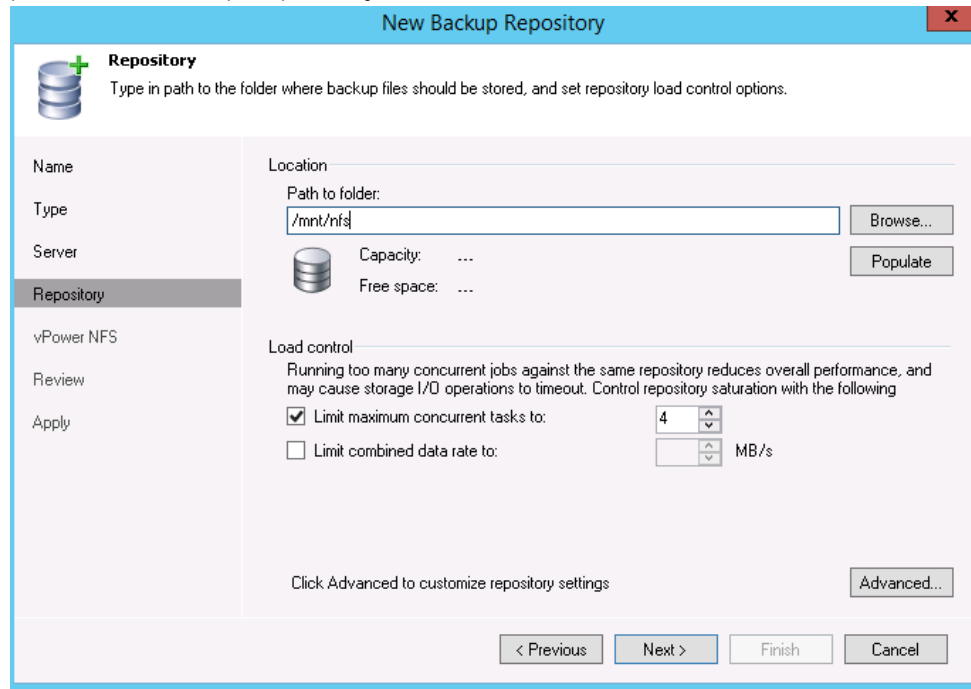 New Backup Repository
x
Repository
Type in path to the folder where backup files should be stored, and set repository load control options.
Name
Type
Server
Repository
vPower NFS
Review
Apply
Location
Path to folder:
/mnt/nfs
Browse...
Capacity: ...
Populate
Free space: ...
Load control
Running too many concurrent jobs against the same repository reduces overall performance, and
may cause storage I/O operations to timeout. Control repository saturation with the following
Limit maximum concurrent tasks to: 4
Limit combined data rate to: MB/s
Click Advanced to customize repository settings
Advanced...
< Previous
Next >
Finish
Cancel